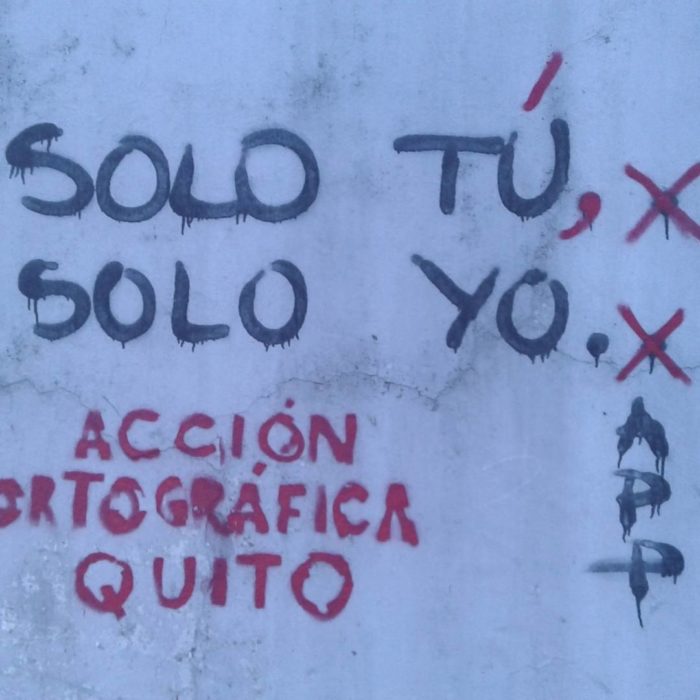 SOLO TÚ,
SOLO YO.
APP
ACCIÓN
ORTOGRÁFICA
QUITO